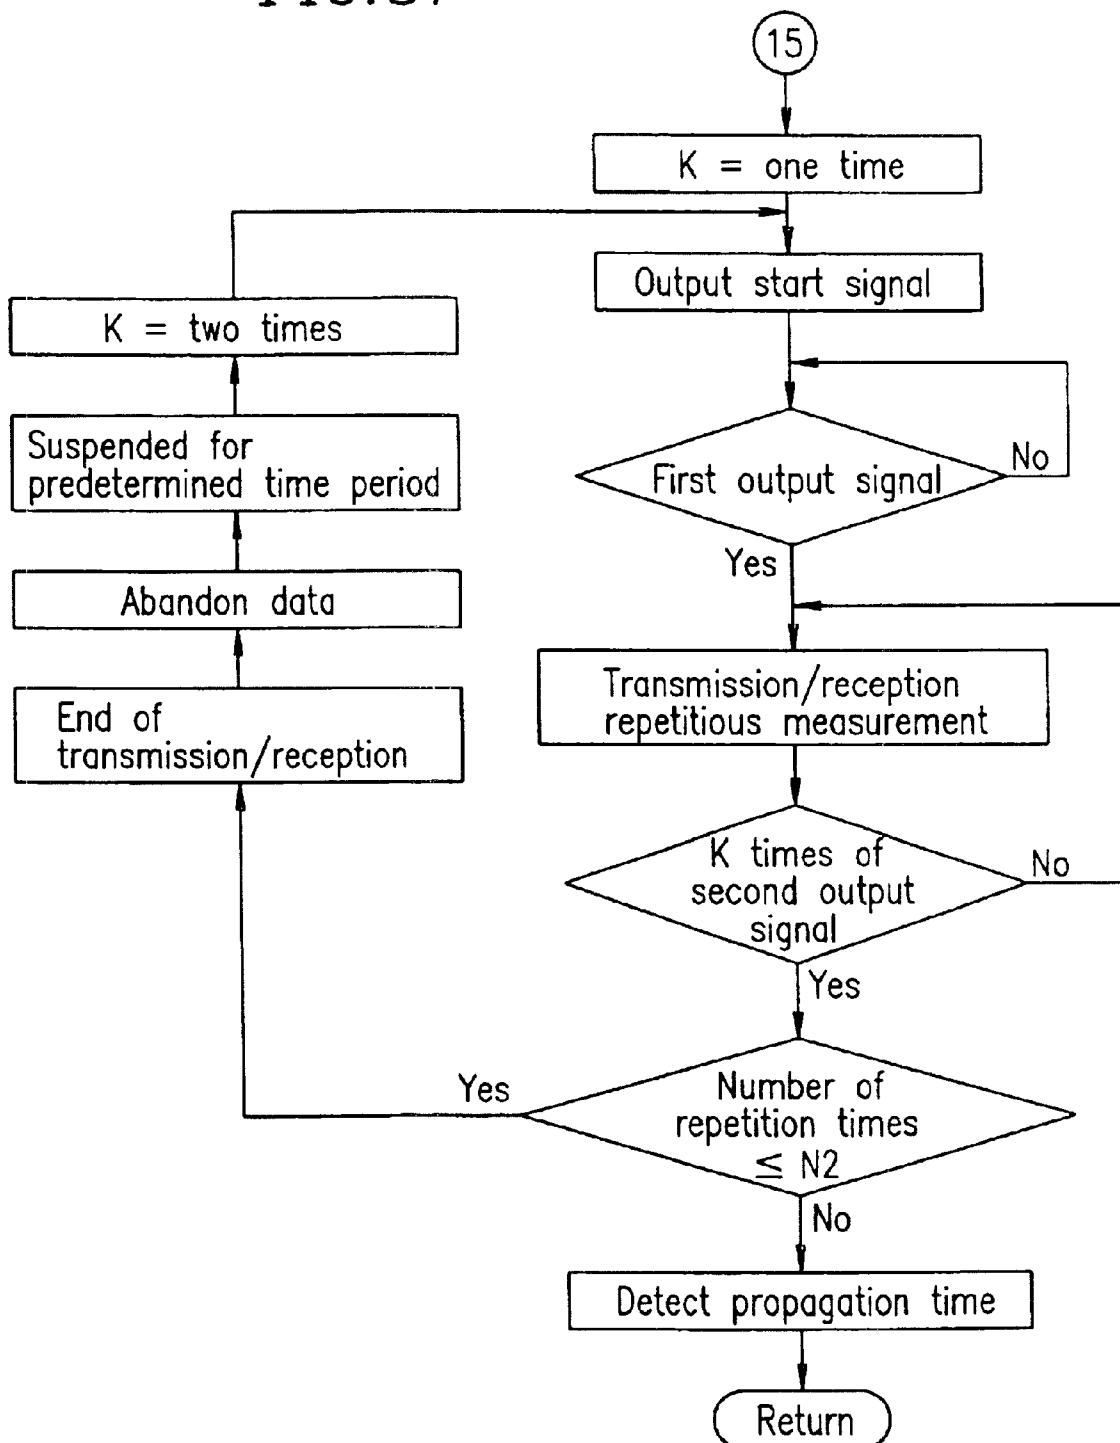 15
K = one time
Output start signal
K = two times
Suspended for
predetermined time period
First output signal
No
Yes
Abandon data
Transmission/reception
repetitious measurement
End of
transmission/reception
K times of
second output
signal
No
Yes
Yes
Number of
repetition times
≤ N2
No
Detect propagation time
Return